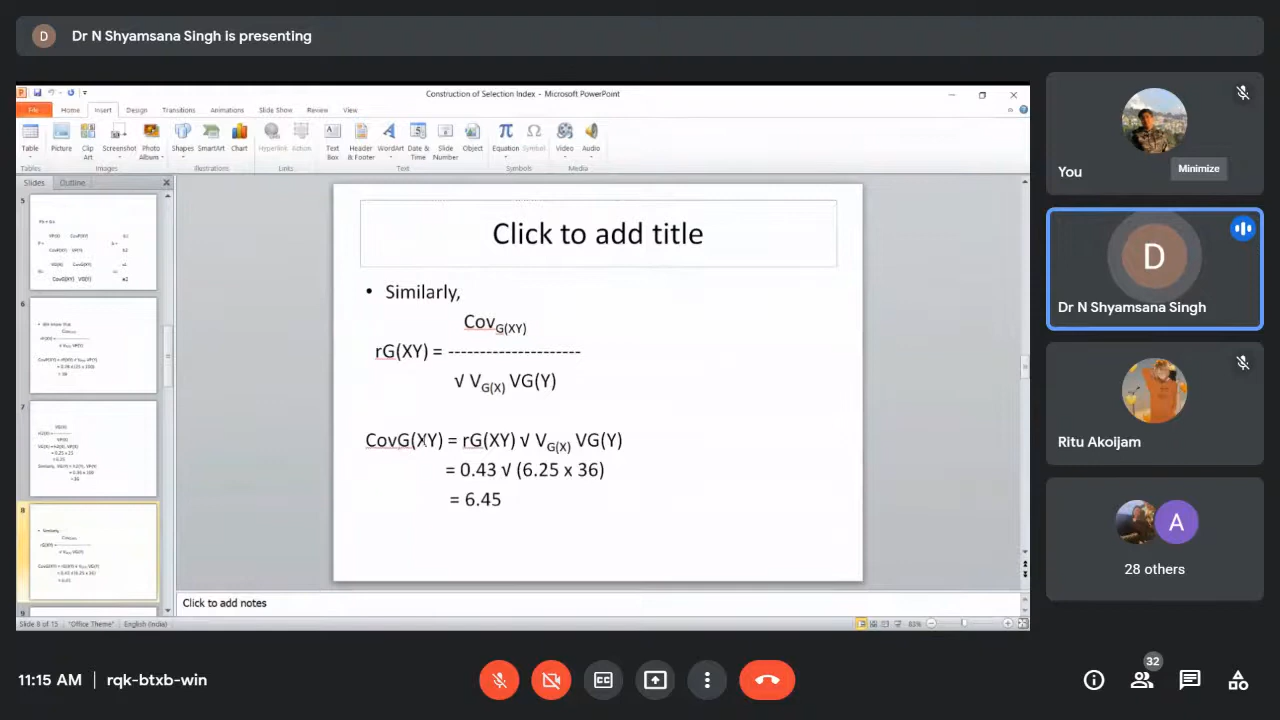 D
Dr N Shyamsana Singh is presenting
Construction of Selection Index - Microsoft PowerPoint
File Home Insert Design Transitions Animations Slide Show Review View
Table Picture Clip Art Screenshot Photo Album Shapes SmartArt Chart Hyperlink Action Text Box Header & Footer WordArt Date & Time Slide Number Object Equation Symbol Video Audio
Tables Images Illustrations Links Text Symbols Media
Slides Outline
5
6
7
8
9
Click to add title
• Similarly,
CovG(XY)
rG(XY) = ---------------------
√ VG(X) VG(Y)
CovG(XY) = rG(XY) √ VG(X) VG(Y)
= 0.43 √ (6.25 x 36)
= 6.45
Click to add notes
Slide 8 of 15 "Office Theme" English (India) 83%
You
Minimize
D
Dr N Shyamsana Singh
Ritu Akoijam
A
28 others
11:15 AM | rqk-btxb-win
32